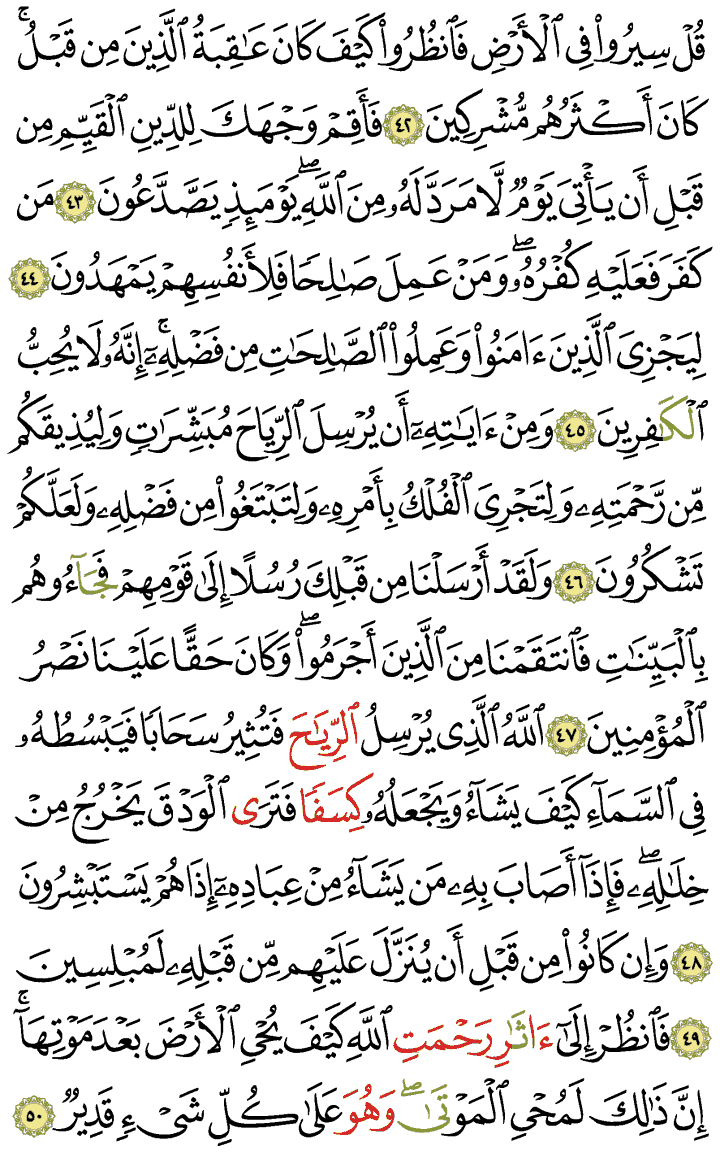 قُلْ سِيرُوا۟ فِى ٱلْأَرْضِ فَٱنظُرُوا۟ كَيْفَ كَانَ عَـٰقِبَةُ ٱلَّذِينَ مِن قَبْلُ ۚ
كَانَ أَكْثَرُهُم مُّشْرِكِينَ ٤٢ فَأَقِمْ وَجْهَكَ لِلدِّينِ ٱلْقَيِّمِ مِن
قَبْلِ أَن يَأْتِىَ يَوْمٌ لَّا مَرَدَّ لَهُۥ مِنَ ٱللَّهِ ۖ يَوْمَئِذٍ يَصَّدَّعُونَ ٤٣ مَن
كَفَرَ فَعَلَيْهِ كُفْرُهُۥ ۖ وَمَنْ عَمِلَ صَـٰلِحًا فَلِأَنفُسِهِمْ يَمْهَدُونَ ٤٤
لِيَجْزِىَ ٱلَّذِينَ ءَامَنُوا۟ وَعَمِلُوا۟ ٱلصَّـٰلِحَـٰتِ مِن فَضْلِهِۦٓ ۚ إِنَّهُۥ لَا يُحِبُّ
ٱلْكَـٰفِرِينَ ٤٥ وَمِنْ ءَايَـٰتِهِۦٓ أَن يُرْسِلَ ٱلرِّيَاحَ مُبَشِّرَٰتٍ وَلِيُذِيقَكُم
مِّن رَّحْمَتِهِۦ وَلِتَجْرِىَ ٱلْفُلْكُ بِأَمْرِهِۦ وَلِتَبْتَغُوا۟ مِن فَضْلِهِۦ وَلَعَلَّكُمْ
تَشْكُرُونَ ٤٦ وَلَقَدْ أَرْسَلْنَا مِن قَبْلِكَ رُسُلًا إِلَىٰ قَوْمِهِمْ فَجَآءُوهُم
بِٱلْبَيِّنَـٰتِ فَٱنتَقَمْنَا مِنَ ٱلَّذِينَ أَجْرَمُوا۟ ۖ وَكَانَ حَقًّا عَلَيْنَا نَصْرُ
ٱلْمُؤْمِنِينَ ٤٧ ٱللَّهُ ٱلَّذِى يُرْسِلُ ٱلرِّيَـٰحَ فَتُثِيرُ سَحَابًا فَيَبْسُطُهُۥ
فِى ٱلسَّمَآءِ كَيْفَ يَشَآءُ وَيَجْعَلُهُۥ كِسَفًا فَتَرَى ٱلْوَدْقَ يَخْرُجُ مِنْ
خِلَـٰلِهِۦ ۖ فَإِذَآ أَصَابَ بِهِۦ مَن يَشَآءُ مِنْ عِبَادِهِۦٓ إِذَا هُمْ يَسْتَبْشِرُونَ
٤٨ وَإِن كَانُوا۟ مِن قَبْلِ أَن يُنَزَّلَ عَلَيْهِم مِّن قَبْلِهِۦ لَمُبْلِسِينَ
٤٩ فَٱنظُرْ إِلَىٰٓ ءَاثَـٰرِ رَحْمَتِ ٱللَّهِ كَيْفَ يُحْىِ ٱلْأَرْضَ بَعْدَ مَوْتِهَآ ۚ
إِنَّ ذَٰلِكَ لَمُحْىِ ٱلْمَوْتَىٰ ۖ وَهُوَ عَلَىٰ كُلِّ شَىْءٍ قَدِيرٌ ٥٠